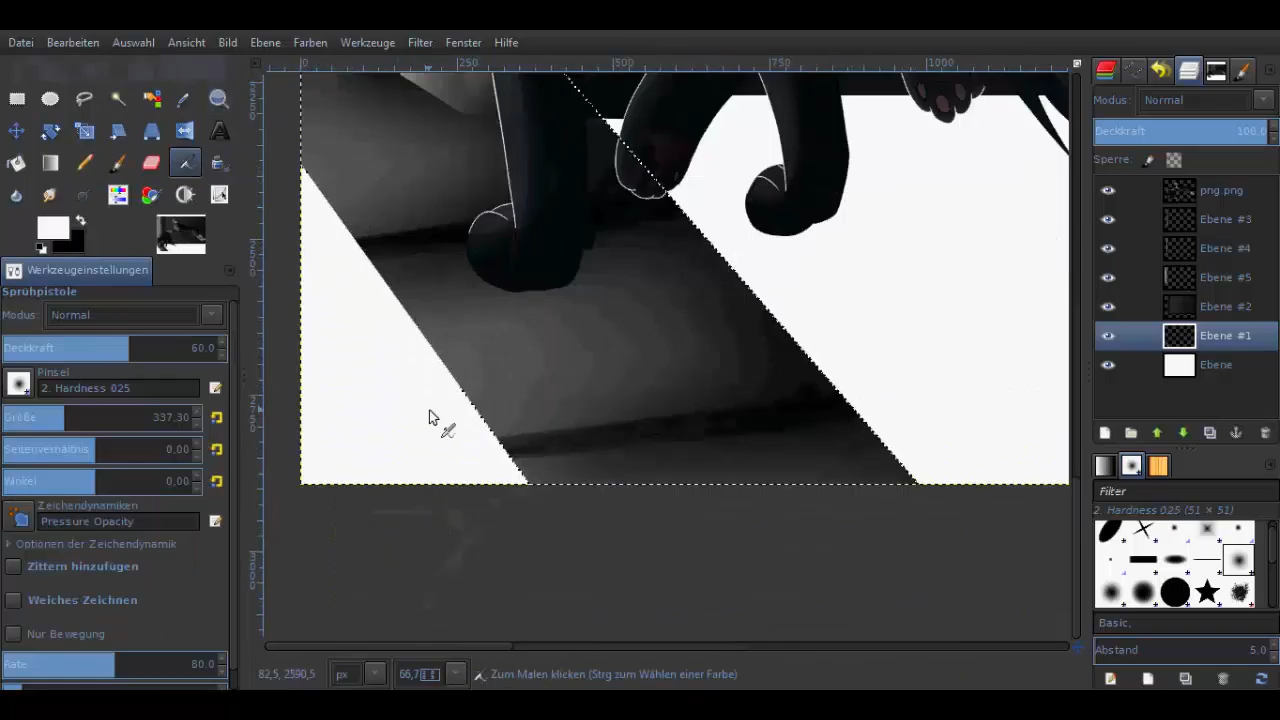 Datei Bearbeiten Auswahl Ansicht Bild Ebene Farben Werkzeuge Filter Fenster Hilfe
0 250 500 750 1000
Modus: Normal
Deckkraft 100.0
Sperre:
png.png
Ebene #3
Ebene #4
Ebene #5
Ebene #2
Ebene #1
Ebene
Werkzeugeinstellungen
Sprühpistole
Modus: Normal
Deckkraft 60.0
Pinsel
2. Hardness 025
Größe 337.30
Seitenverhältnis 0.00
Winkel 0.00
Zeichendynamiken
Pressure Opacity
Optionen der Zeichendynamik
Zittern hinzufügen
Weiches Zeichnen
Nur Bewegung
Rate 80.0
Filter
2. Hardness 025 (51 × 51)
Basic,
Abstand 5.0
82,5, 2590,5 px 66,7 Zum Malen klicken (Strg zum Wählen einer Farbe)